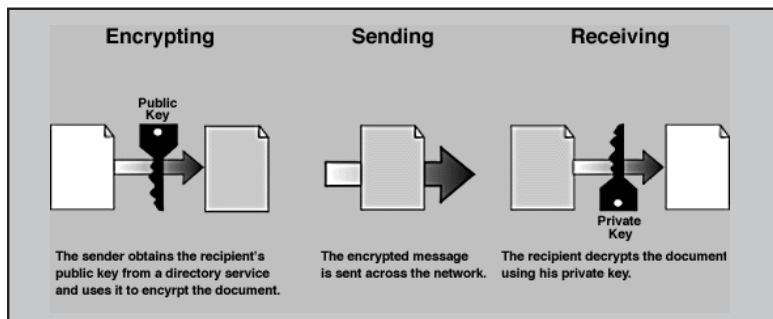 Encrypting
Sending
Receiving
Public
Key
Private
Key
The sender obtains the recipient's
public key from a directory service
and uses it to encyrpt the document.
The encrypted message
is sent across the network.
The recipient decrypts the document
using his private key.